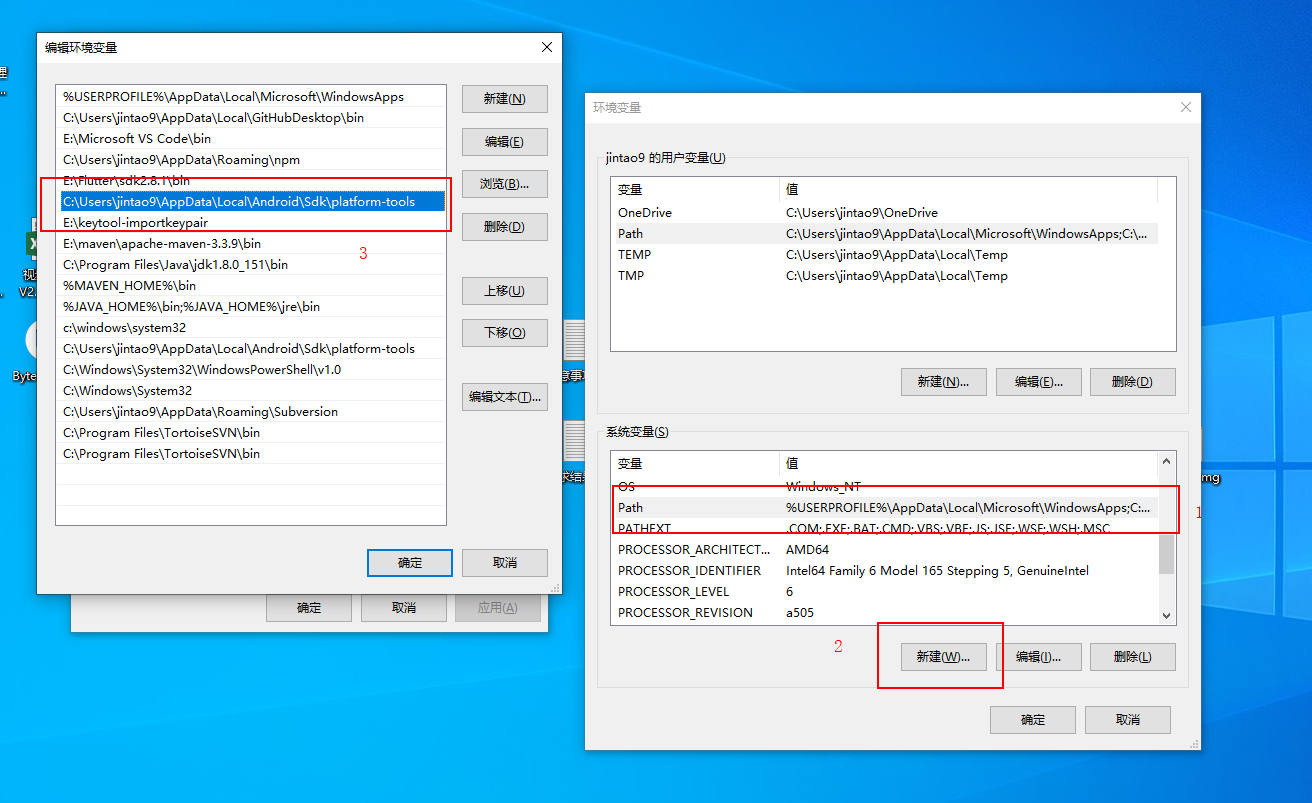 编辑环境变量
%USERPROFILE%\AppData\Local\Microsoft\WindowsApps
C:\Users\jintao9\AppData\Local\GitHubDesktop\bin
E:\Microsoft VS Code\bin
C:\Users\jintao9\AppData\Roaming\npm
E:\Flutter\sdk2.8.1\bin
C:\Users\jintao9\AppData\Local\Android\Sdk\platform-tools
E:\keytool-importkeypair
E:\maven\apache-maven-3.3.9\bin
C:\Program Files\Java\jdk1.8.0_151\bin
%MAVEN_HOME%\bin
%JAVA_HOME%\bin;%JAVA_HOME%\jre\bin
c:\windows\system32
C:\Users\jintao9\AppData\Local\Android\Sdk\platform-tools
C:\Windows\System32\WindowsPowerShell\v1.0
C:\Windows\System32
C:\Users\jintao9\AppData\Roaming\Subversion
C:\Program Files\TortoiseSVN\bin
C:\Program Files\TortoiseSVN\bin
3
新建(N)
编辑(E)
浏览(B)...
删除(D)
上移(U)
下移(O)
编辑文本(T)...
确定
取消
确定
取消
应用(A)
理
...
视
V2.
Byte
意事
求结
mg
环境变量
jintao9 的用户变量(U)
变量 值
OneDrive C:\Users\jintao9\OneDrive
Path C:\Users\jintao9\AppData\Local\Microsoft\WindowsApps;C:\...
TEMP C:\Users\jintao9\AppData\Local\Temp
TMP C:\Users\jintao9\AppData\Local\Temp
新建(N)...
编辑(E)...
删除(D)
系统变量(S)
变量 值
OS Windows_NT
Path %USERPROFILE%\AppData\Local\Microsoft\WindowsApps;C:...
PATHEXT .COM;.EXE;.BAT;.CMD;.VBS;.VBE;.JS;.JSE;.WSF;.WSH;.MSC
PROCESSOR_ARCHITECT... AMD64
PROCESSOR_IDENTIFIER Intel64 Family 6 Model 165 Stepping 5, GenuineIntel
PROCESSOR_LEVEL 6
PROCESSOR_REVISION a505
1
2
新建(W)...
编辑(I)...
删除(L)
确定
取消